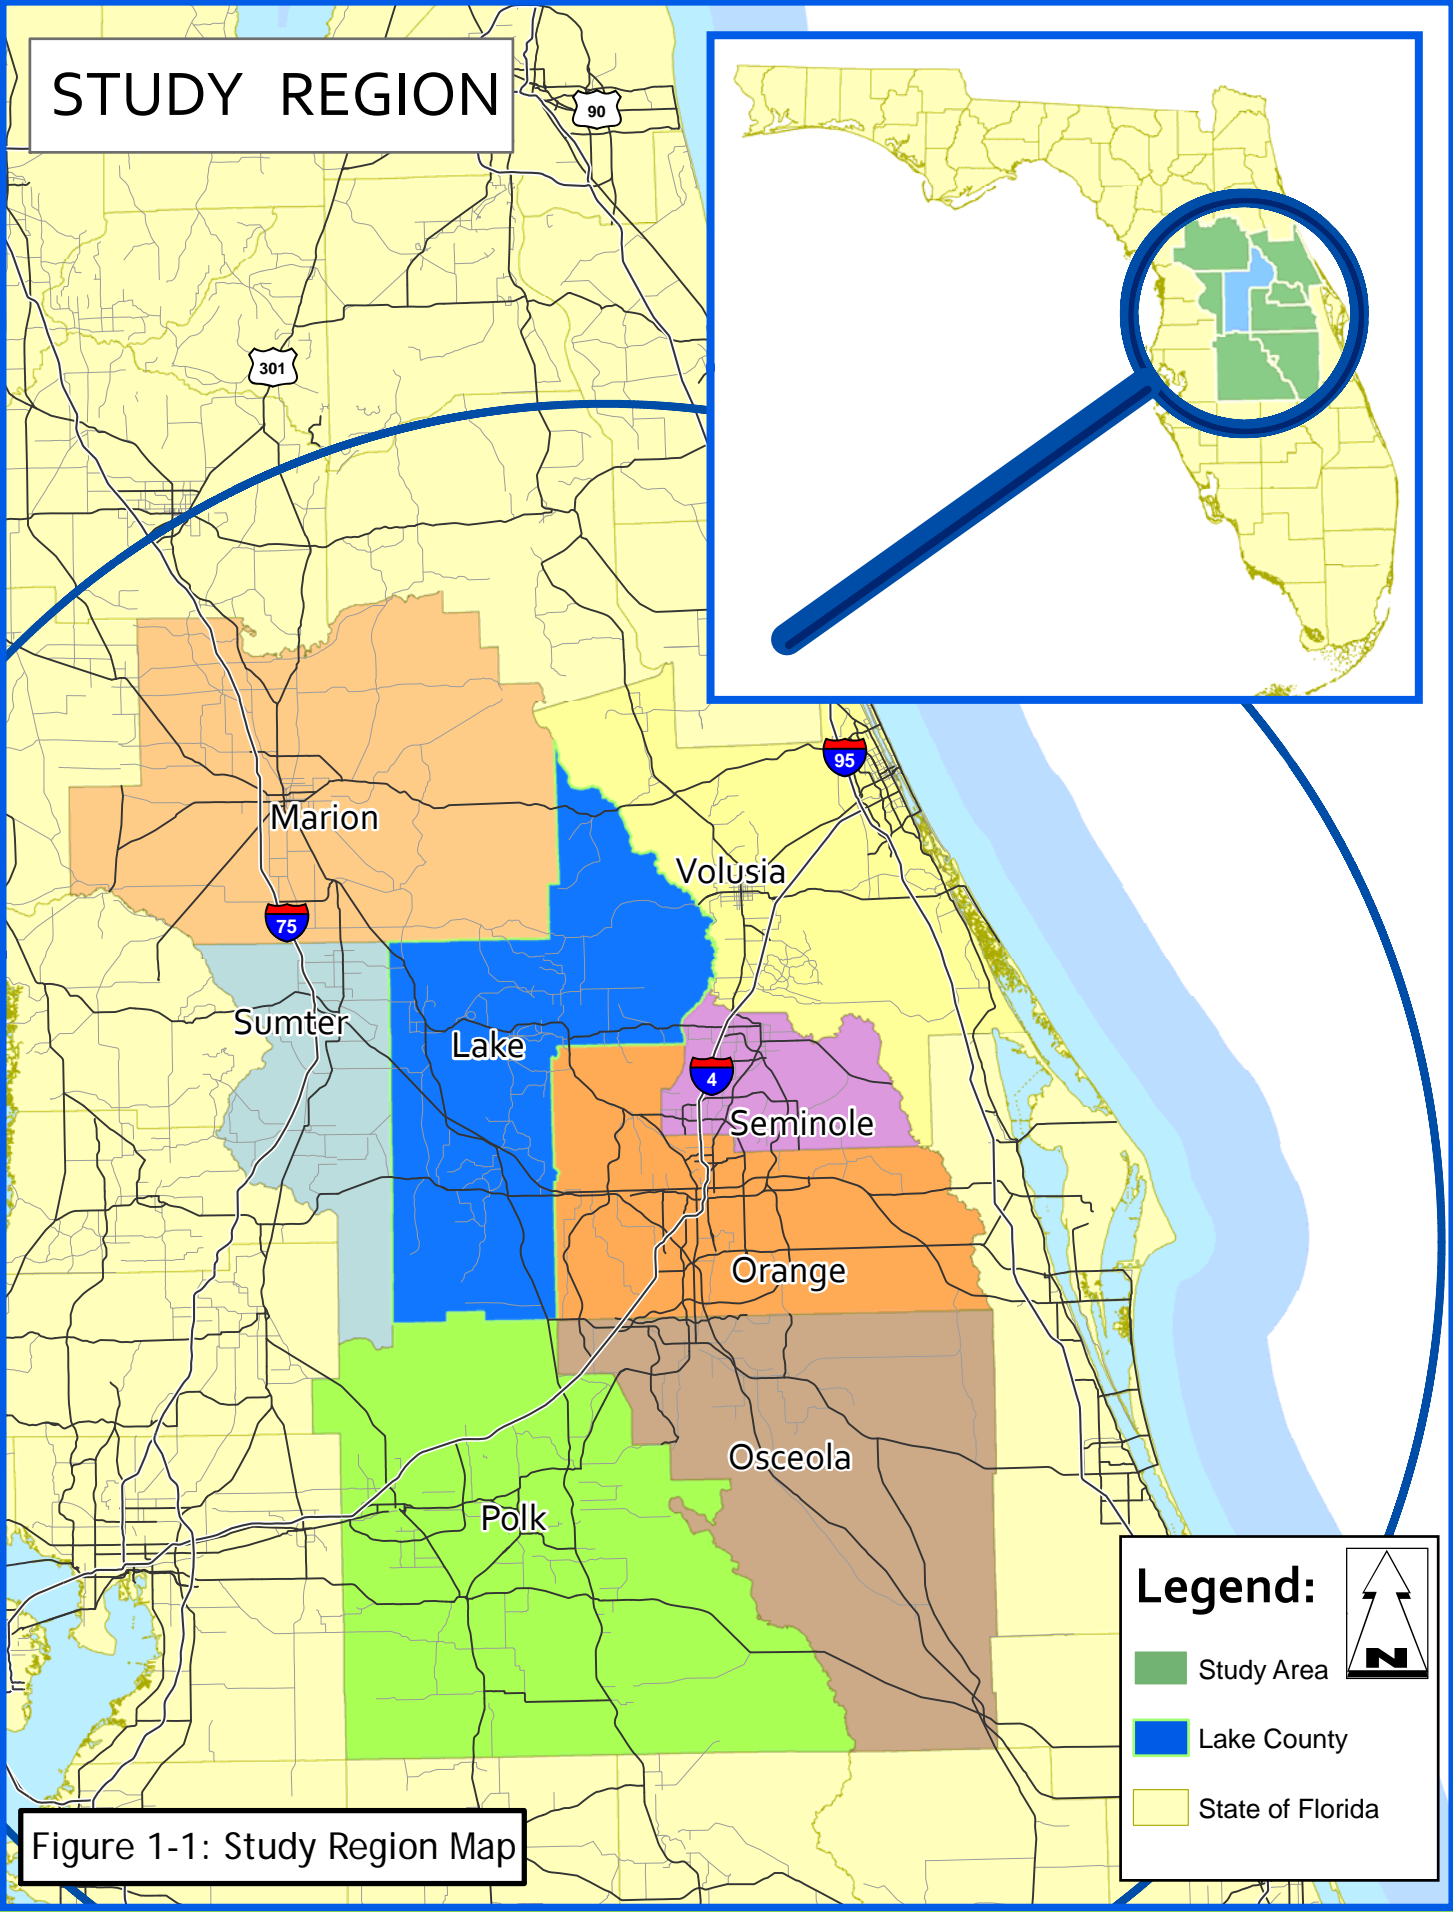 STUDY REGION
90
301
95
Marion
Volusia
75
Sumter
Lake
4
Seminole
Orange
Osceola
Polk
Legend:
N
Study Area
Lake County
State of Florida
Figure 1-1: Study Region Map